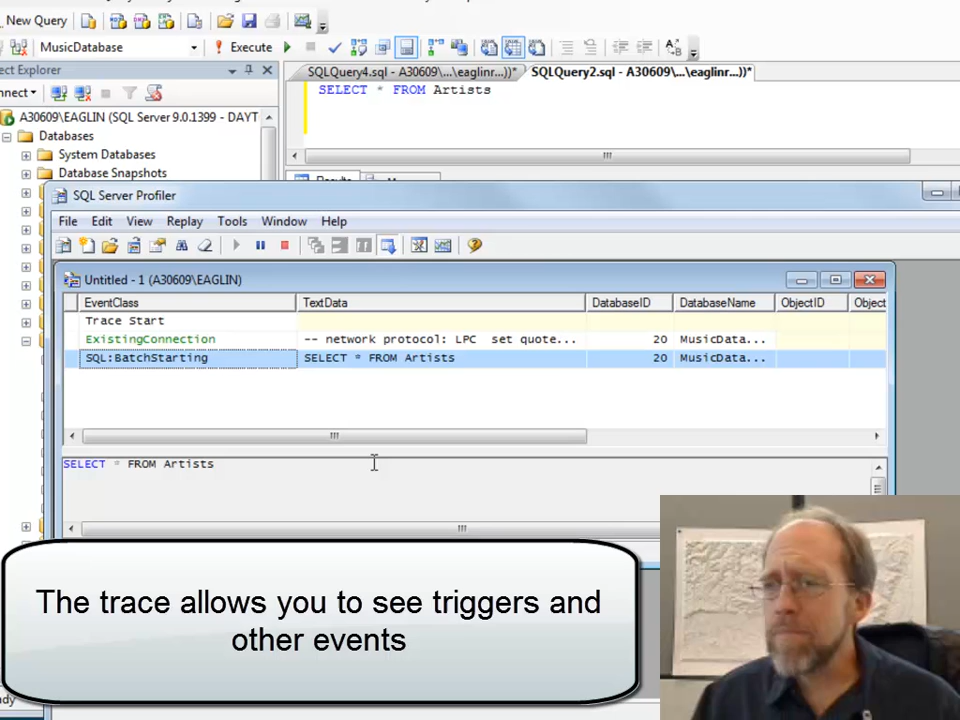 New Query
MusicDatabase
Execute
ect Explorer
SQLQuery4.sql - A30609\...\eaglinr...))*
SQLQuery2.sql - A30609\...\eaglinr...))*
SELECT * FROM Artists
nnect
A30609\EAGLIN (SQL Server 9.0.1399 - DAYT
Databases
System Databases
Database Snapshots
SQL Server Profiler
File Edit View Replay Tools Window Help
Untitled - 1 (A30609\EAGLIN)
EventClass TextData DatabaseID DatabaseName ObjectID Object
Trace Start
ExistingConnection -- network protocol: LPC set quote... 20 MusicData...
SQL:BatchStarting SELECT * FROM Artists 20 MusicData...
SELECT * FROM Artists
The trace allows you to see triggers and
other events